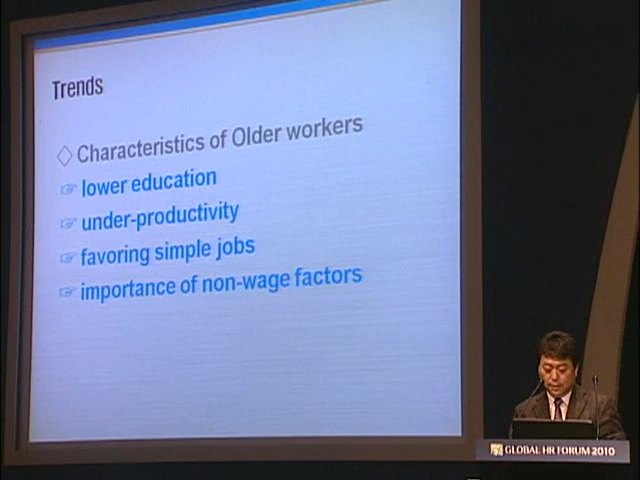 Trends
Characteristics of Older workers
lower education
under-productivity
favoring simple jobs
importance of non-wage factors
GLOBAL HR FORUM 2010